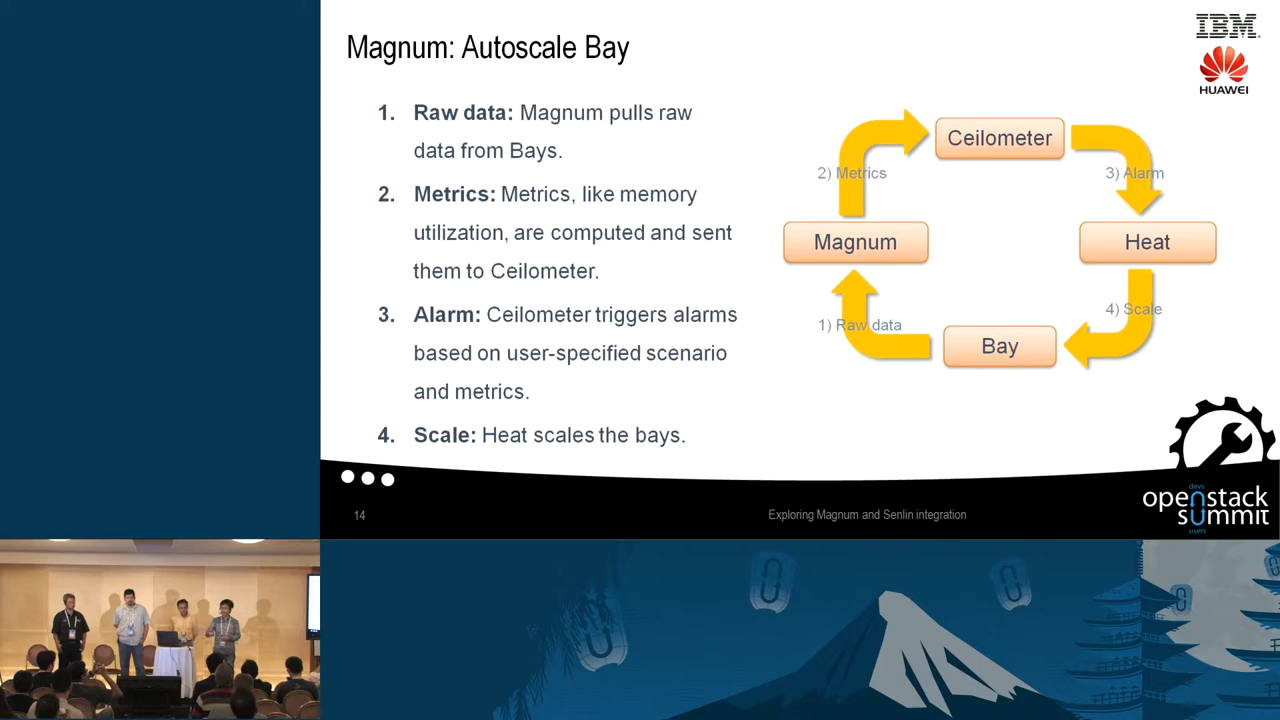 Magnum: Autoscale Bay
IBM
HUAWEI
1. Raw data: Magnum pulls raw
data from Bays.
2. Metrics: Metrics, like memory
utilization, are computed and sent
them to Ceilometer.
3. Alarm: Ceilometer triggers alarms
based on user-specified scenario
and metrics.
4. Scale: Heat scales the bays.
Ceilometer
2) Metrics
3) Alarm
Magnum
Heat
1) Raw data
4) Scale
Bay
14
Exploring Magnum and Senlin integration
devs
openstack
summit
users